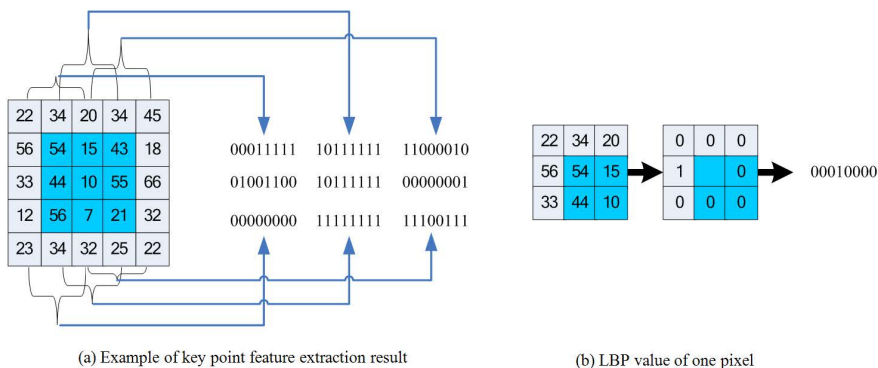 22 34 20 34 45
56 54 15 43 18
33 44 10 55 66
12 56 7 21 32
23 34 32 25 22
00011111 10111111 11000010
01001100 10111111 00000001
00000000 11111111 11100111
(a) Example of key point feature extraction result
22 34 20
56 54 15
33 44 10
0 0 0
1 0
0 0 0
00010000
(b) LBP value of one pixel